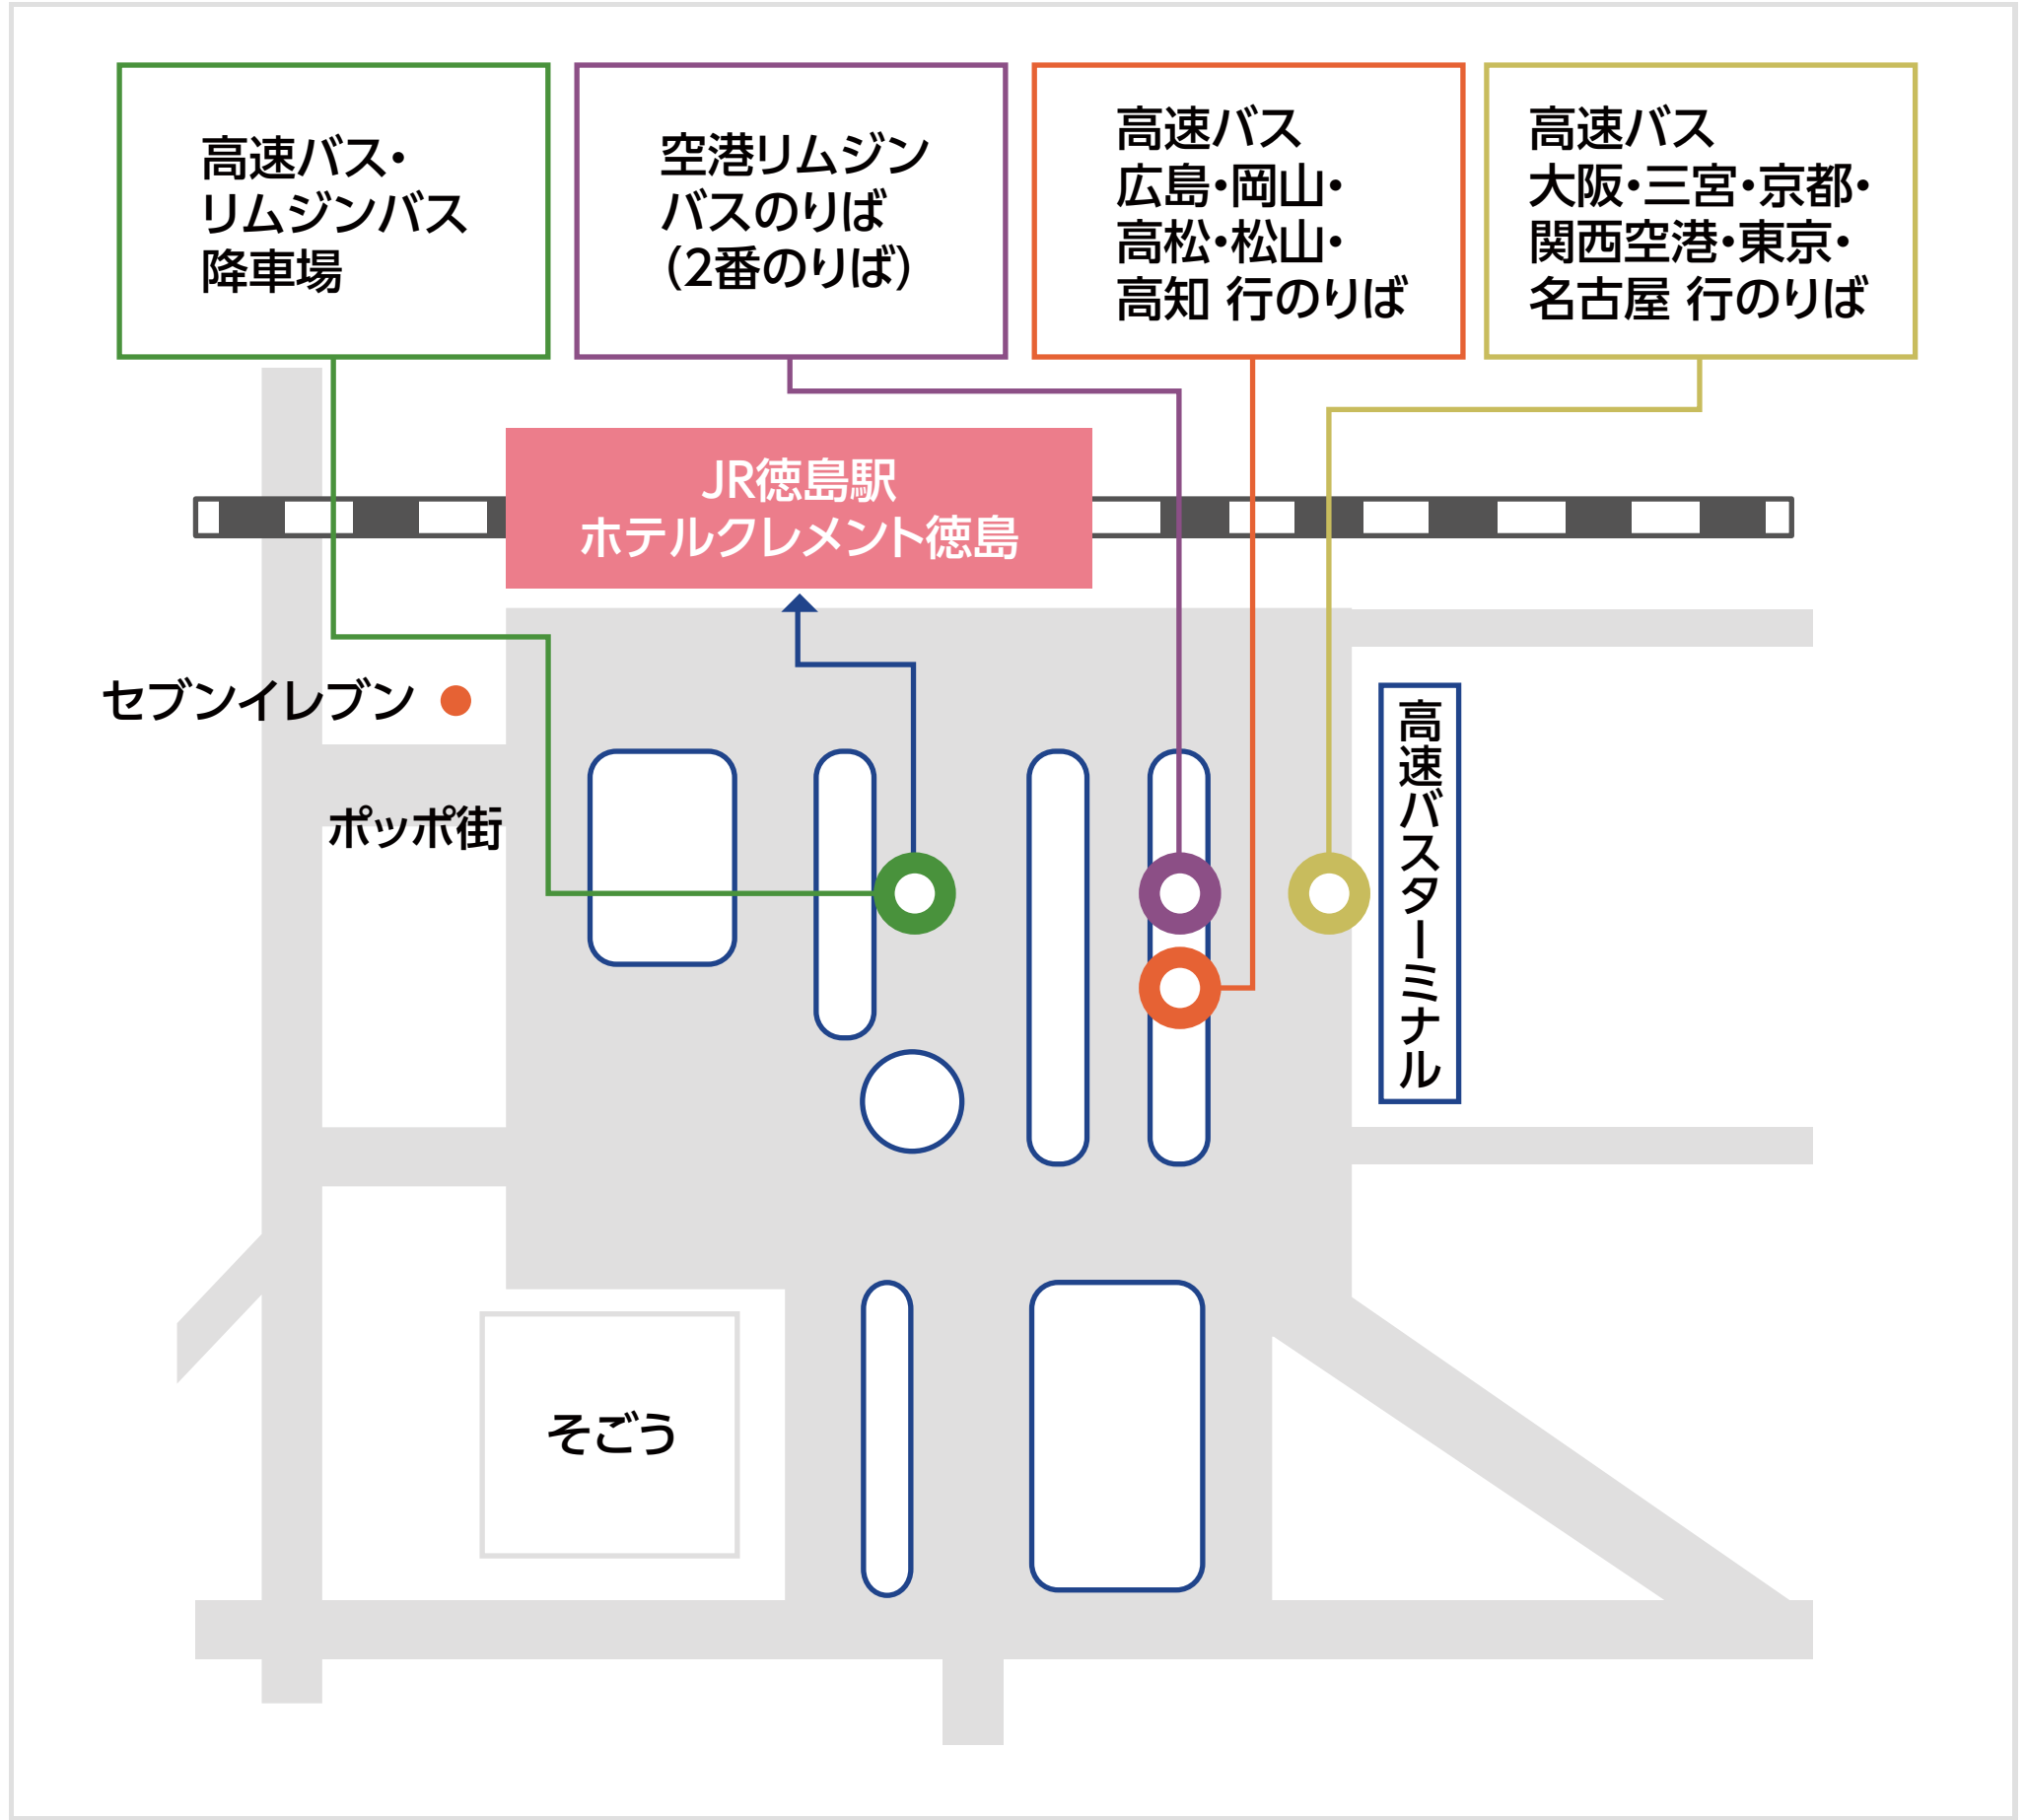 高速バス・
リムジンバス
降車場
空港リムジン
バスのりば
(2番のりば)
高速バス
広島・岡山・
高松・松山・
高知 行のりば
高速バス
大阪・三宮・京都・
関西空港・東京・
名古屋 行のりば
JR徳島駅
ホテルクレメント徳島
セブンイレブン
ポッポ街
高速バスターミナル
そごう